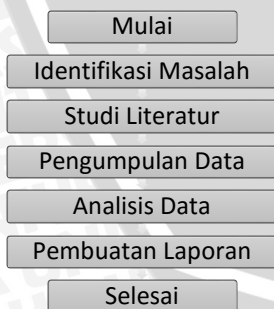 Mulai
Identifikasi Masalah
Studi Literatur
Pengumpulan Data
Analisis Data
Pembuatan Laporan
Selesai